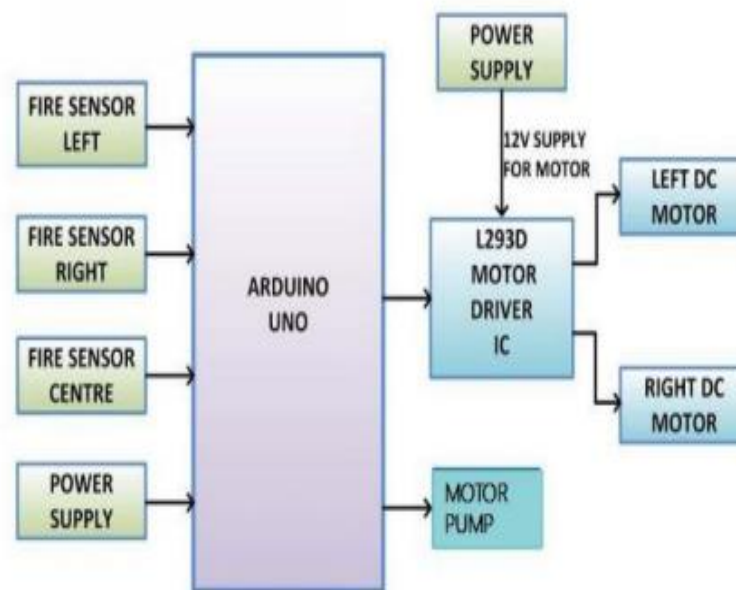 FIRE SENSOR
LEFT
FIRE SENSOR
RIGHT
FIRE SENSOR
CENTRE
POWER
SUPPLY
ARDUINO
UNO
POWER
SUPPLY
12V SUPPLY
FOR MOTOR
L293D
MOTOR
DRIVER
IC
LEFT DC
MOTOR
RIGHT DC
MOTOR
MOTOR
PUMP